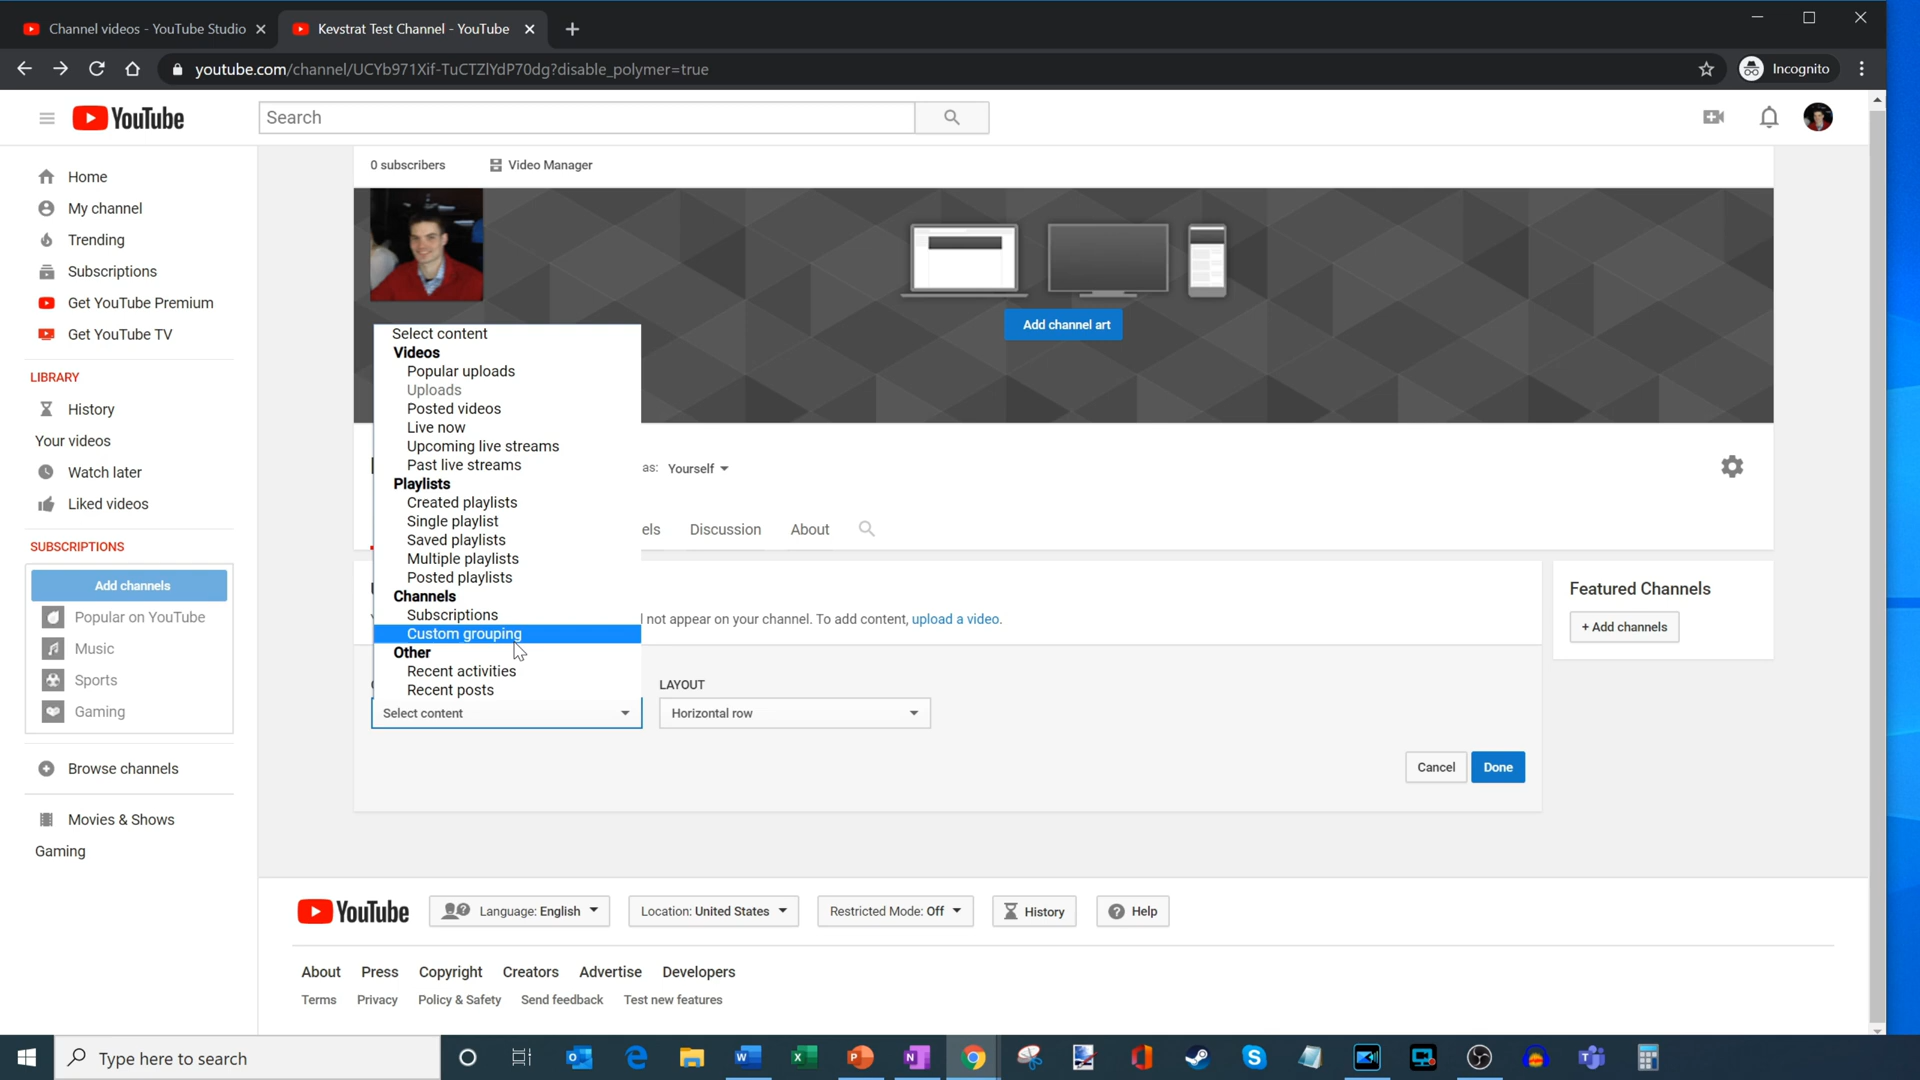 Channel videos - YouTube Studio
Kevstrat Test Channel - YouTube
youtube.com/channel/UCYb971Xif-TuCTZlYdP70dg?disable_polymer=true
Incognito
YouTube
Search
Home
My channel
Trending
Subscriptions
Get YouTube Premium
Get YouTube TV
LIBRARY
History
Your videos
Watch later
Liked videos
SUBSCRIPTIONS
Add channels
Popular on YouTube
Music
Sports
Gaming
Browse channels
Movies & Shows
Gaming
0 subscribers
Video Manager
Add channel art
as: Yourself
els
Discussion
About
Select content
Videos
Popular uploads
Uploads
Posted videos
Live now
Upcoming live streams
Past live streams
Playlists
Created playlists
Single playlist
Saved playlists
Multiple playlists
Posted playlists
Channels
Subscriptions
Custom grouping
Other
Recent activities
Recent posts
Select content
not appear on your channel. To add content, upload a video.
LAYOUT
Horizontal row
Cancel
Done
Featured Channels
+ Add channels
YouTube
Language: English
Location: United States
Restricted Mode: Off
History
Help
About Press Copyright Creators Advertise Developers
Terms Privacy Policy & Safety Send feedback Test new features
Type here to search